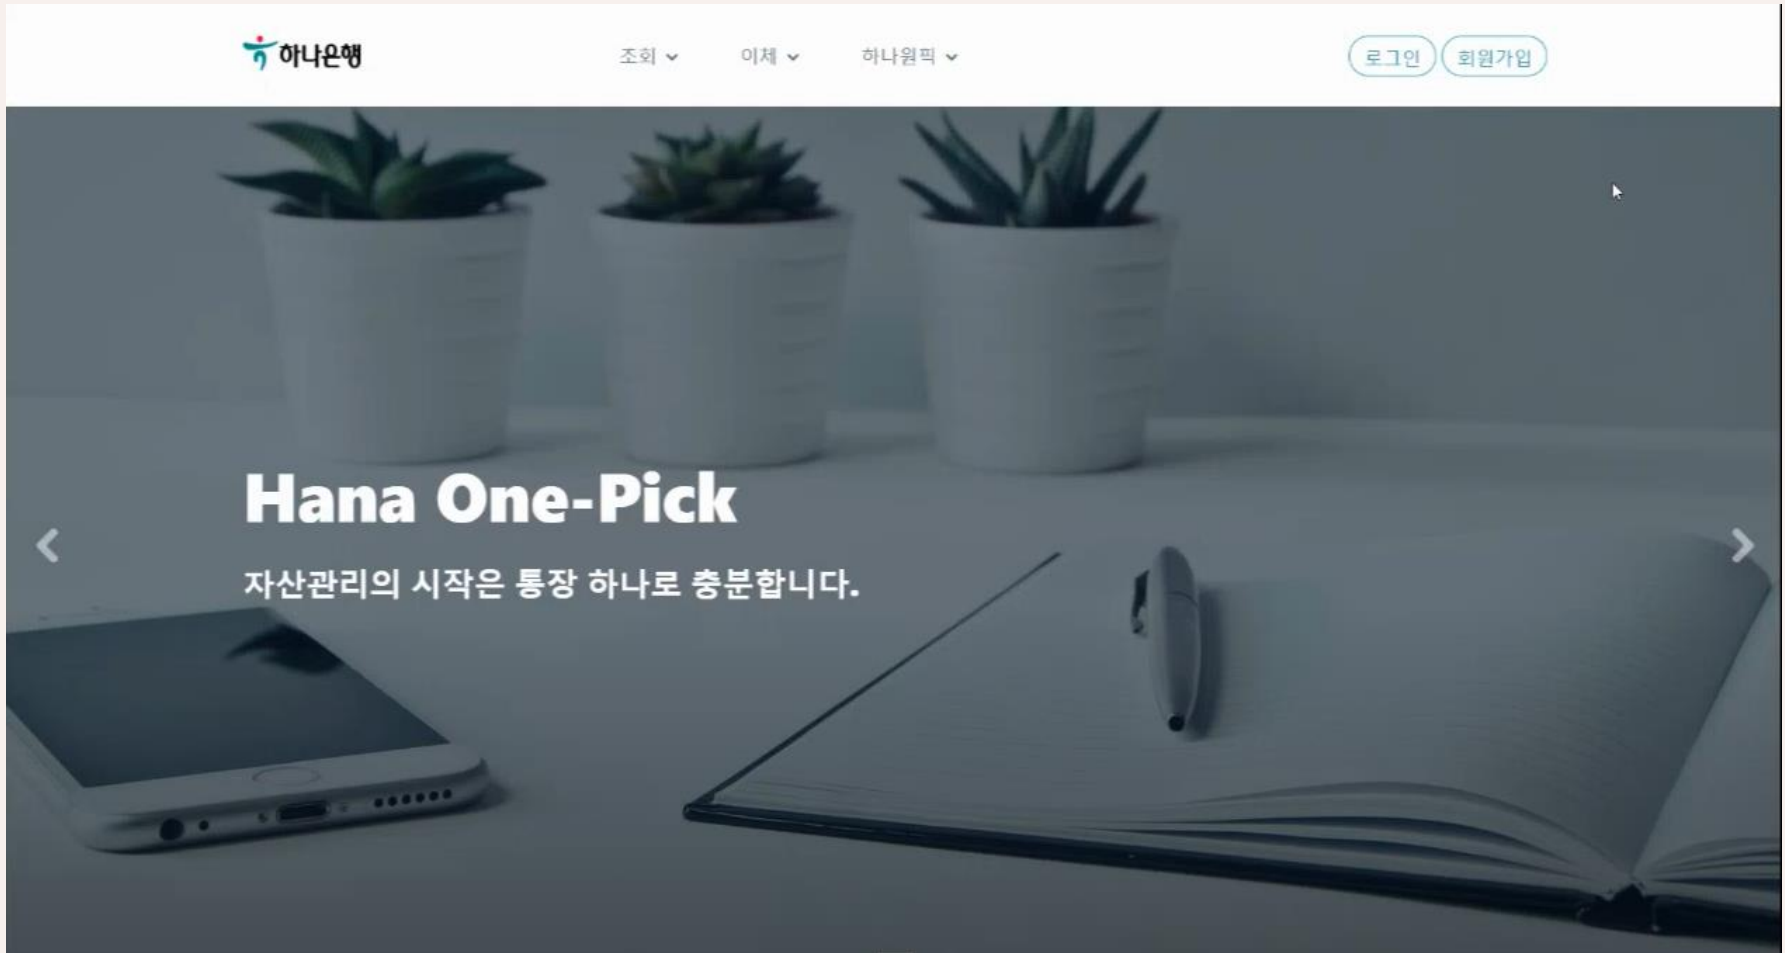 하나은행
조회
이체
하나원픽
로그인
회원가입
Hana One-Pick
자산관리의 시작은 통장 하나로 충분합니다.